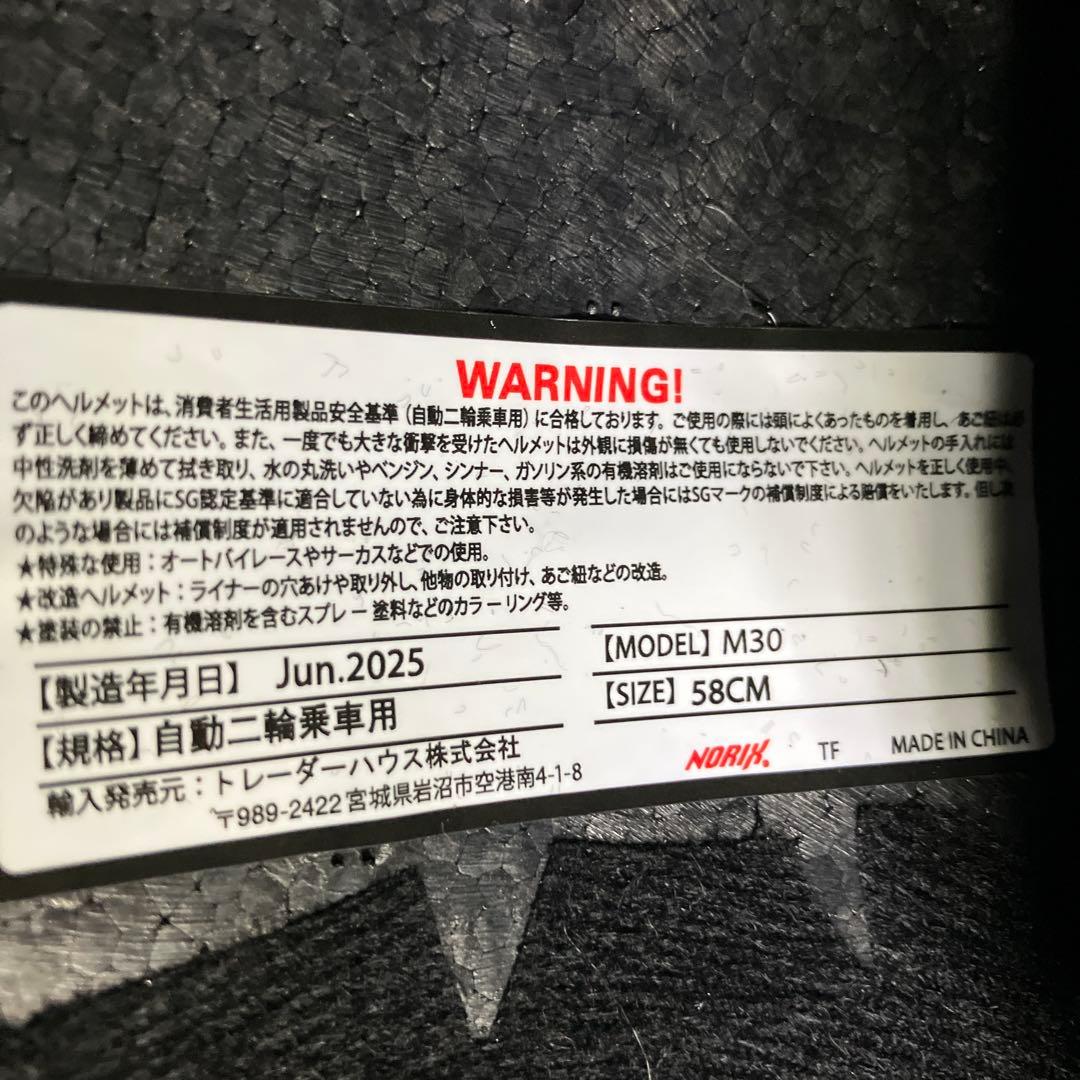 WARNING!
このヘルメットは、消費者生活用製品安全基準（自動二輪乗車用）に合格しております。ご使用の際には頭によくあったものを着用し、あご紐は必
ず正しく締めてください。また、一度でも大きな衝撃を受けたヘルメットは外観に損傷が無くても使用しないでください。ヘルメットの手入れには
中性洗剤を薄めて拭き取り、水の丸洗いやベンジン、シンナー、ガソリン系の有機溶剤はご使用にならないで下さい。ヘルメットを正しく使用中、
欠陥があり製品にSG認定基準に適合していない為に身体的な損害等が発生した場合にはSGマークの補償制度による賠償をいたします。但し次
のような場合には補償制度が適用されませんので、ご注意下さい。
★特殊な使用：オートバイレースやサーカスなどでの使用。
★改造ヘルメット：ライナーの穴あけや取り外し、他物の取り付け、あご紐などの改造。
★塗装の禁止：有機溶剤を含むスプレー塗料などのカラーリング等。
【製造年月日】 Jun.2025
【規格】自動二輪乗車用
輸入発売元：トレーダーハウス株式会社
〒989-2422 宮城県岩沼市空港南4-1-8
【MODEL】M30
【SIZE】58CM
NORIX. TF MADE IN CHINA